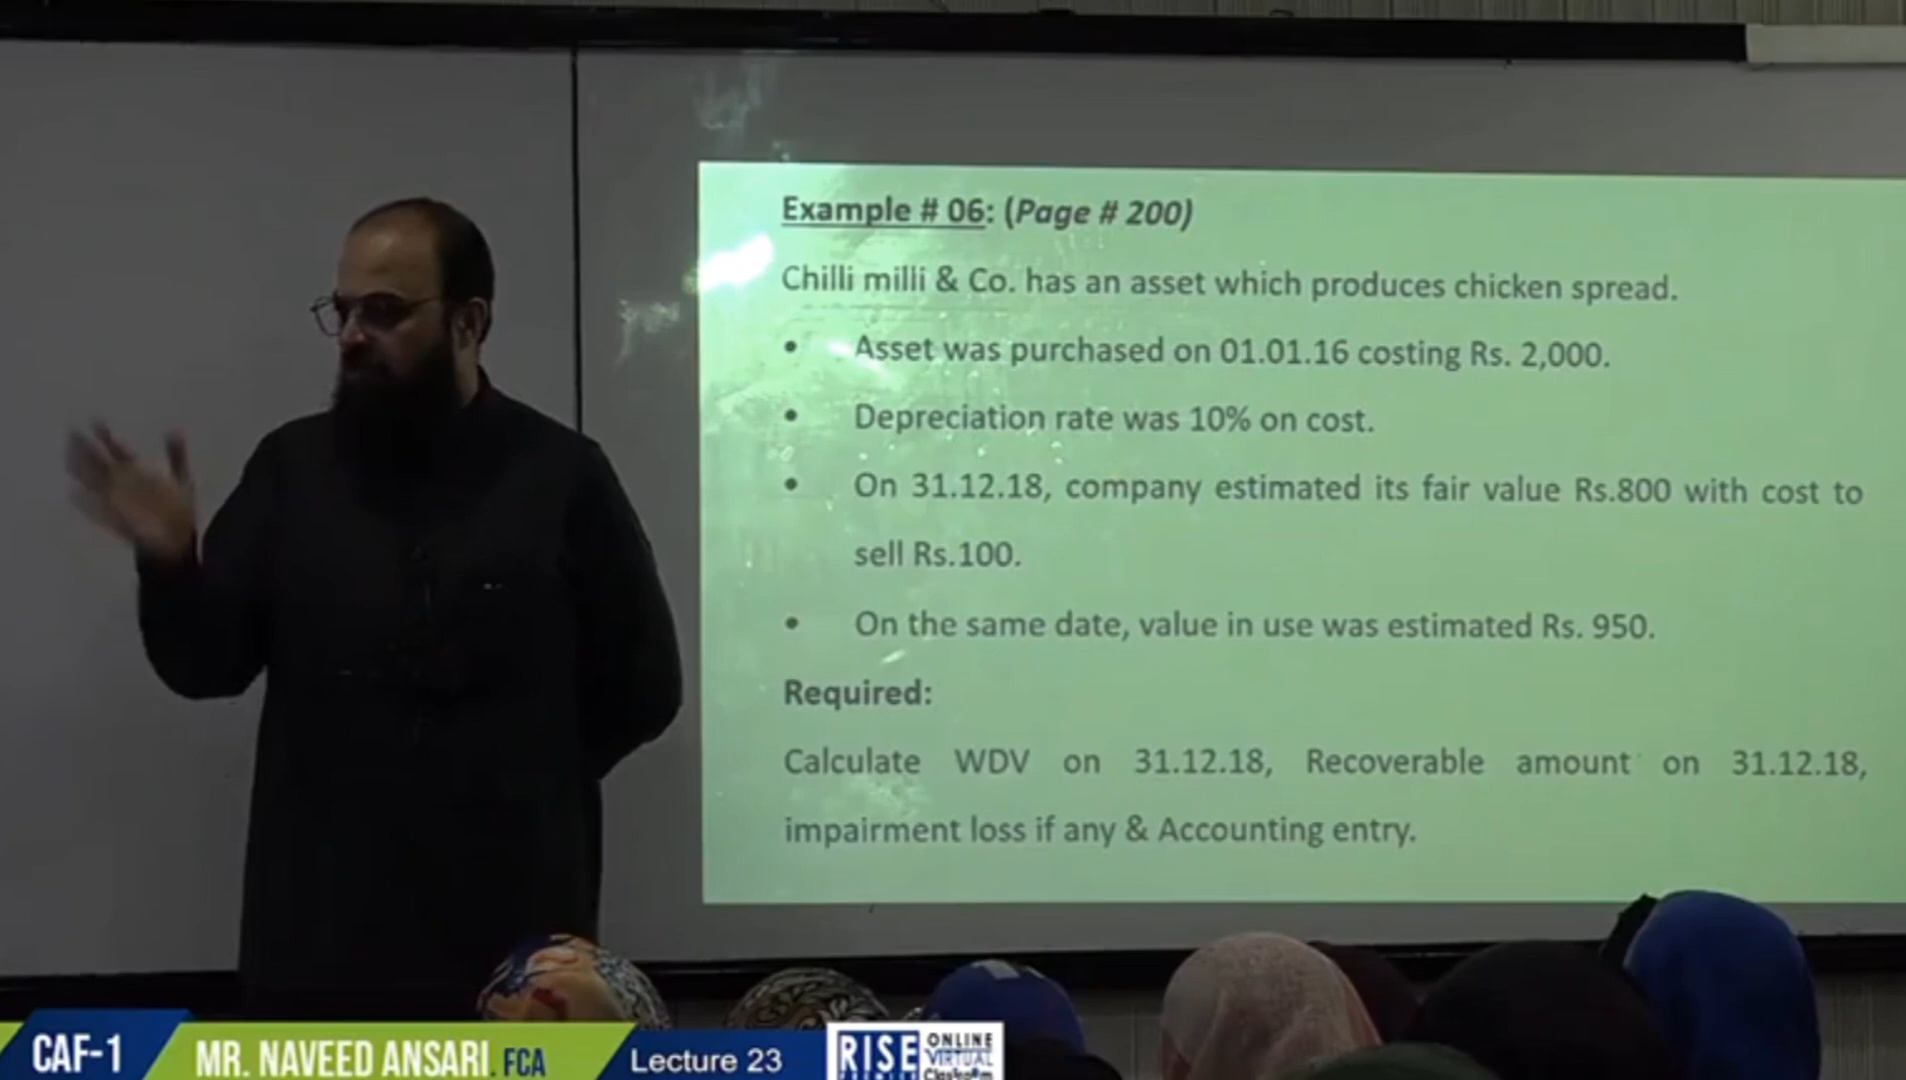 Example # 06: (Page # 200)
Chilli milli & Co. has an asset which produces chicken spread.
• Asset was purchased on 01.01.16 costing Rs. 2,000.
• Depreciation rate was 10% on cost.
• On 31.12.18, company estimated its fair value Rs.800 with cost to
sell Rs.100.
• On the same date, value in use was estimated Rs. 950.
Required:
Calculate WDV on 31.12.18, Recoverable amount on 31.12.18,
impairment loss if any & Accounting entry.
CAF-1
MR. NAVEED ANSARI. FCA
Lecture 23
RISE
PREMIER
ONLINE
VIRTUAL
Classroom